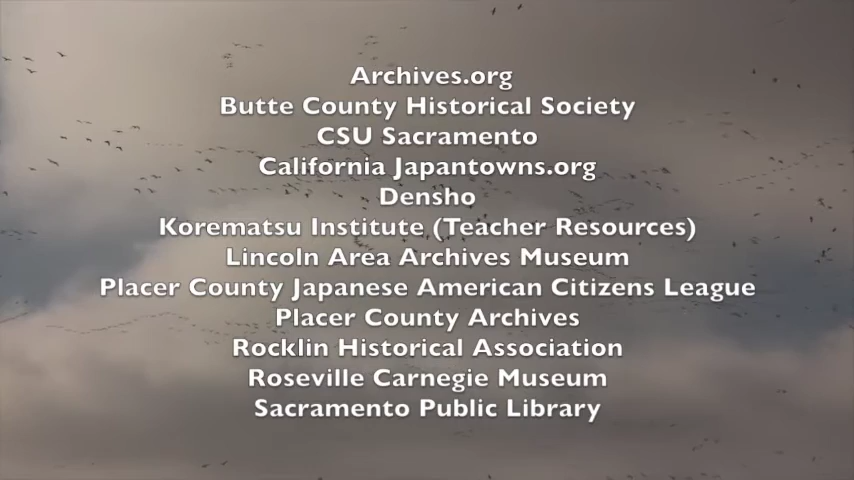 Archives.org
Butte County Historical Society
CSU Sacramento
California Japantowns.org
Densho
Korematsu Institute (Teacher Resources)
Lincoln Area Archives Museum
Placer County Japanese American Citizens League
Placer County Archives
Rocklin Historical Association
Roseville Carnegie Museum
Sacramento Public Library